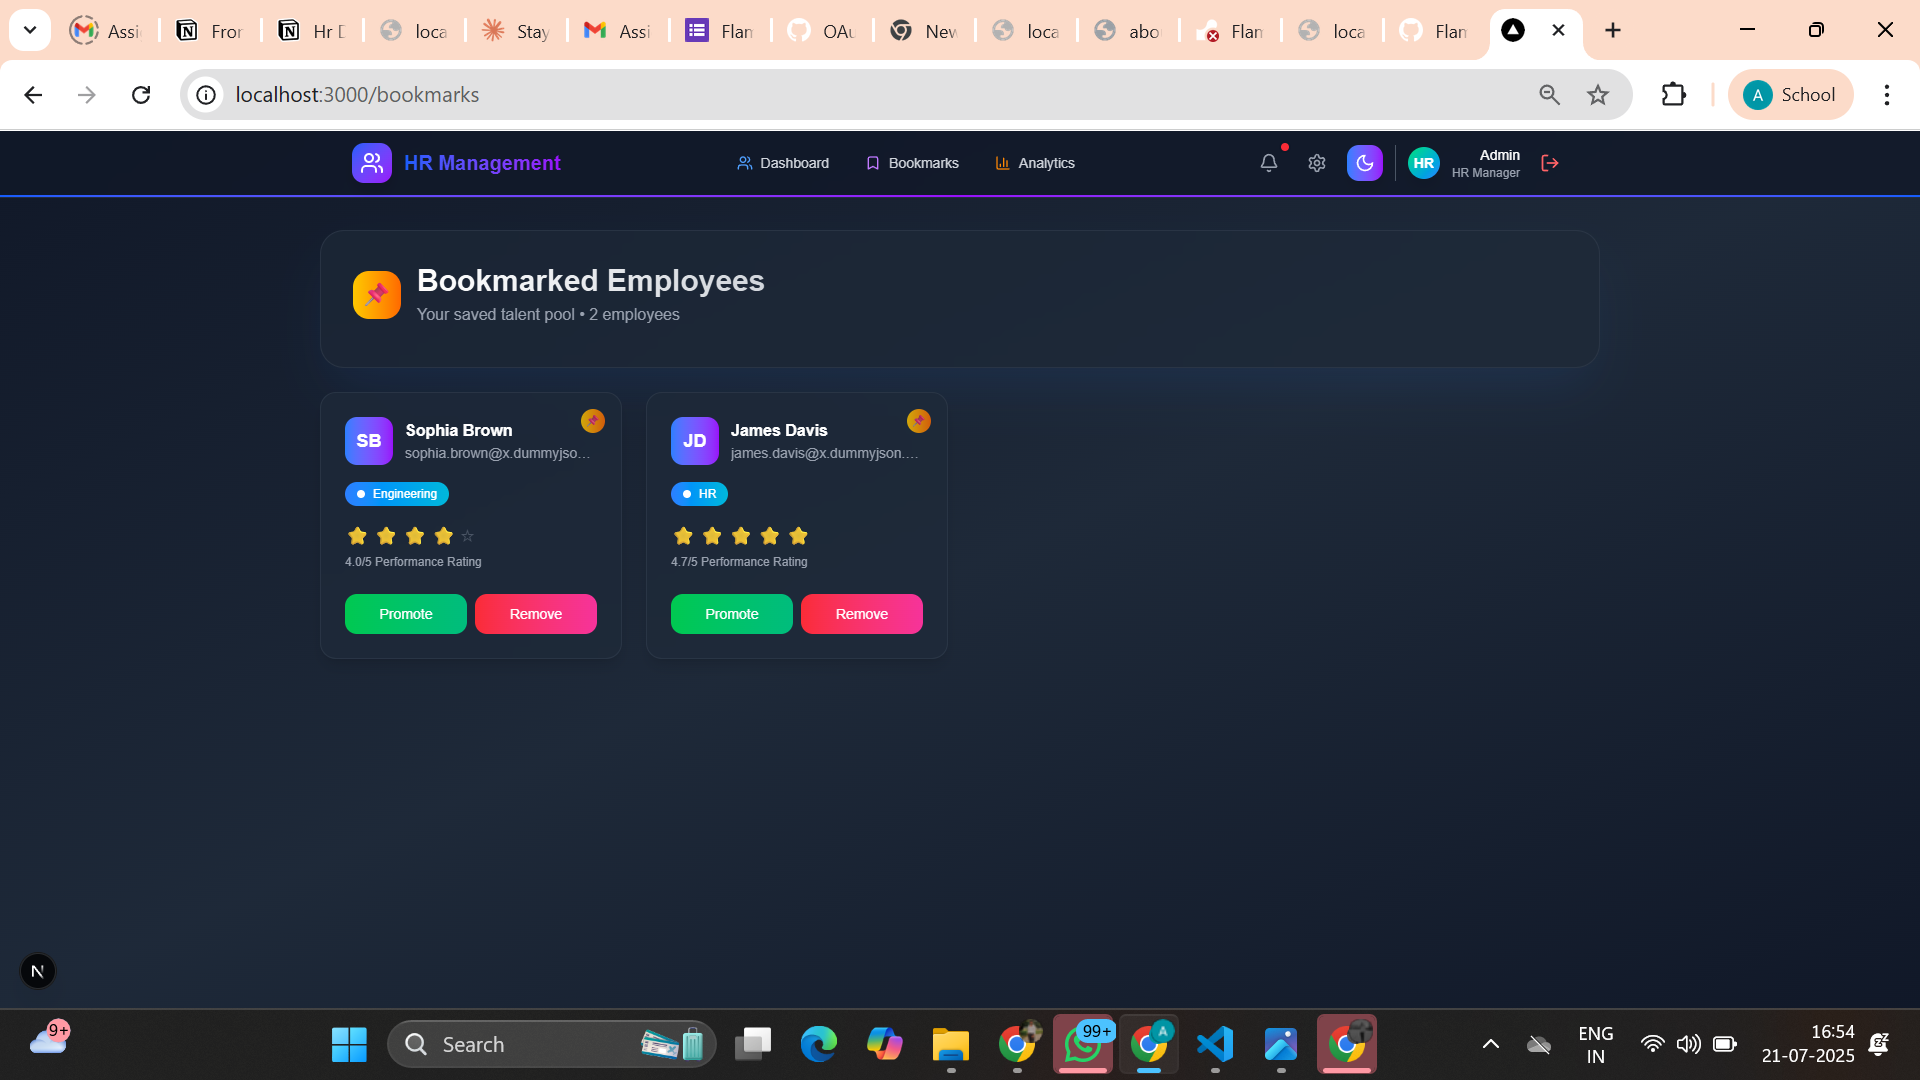 Assi
Fror
Hr D
loca
Stay
Assi
Flam
OAu
New
loca
abo
Flam
loca
Flam
localhost:3000/bookmarks
A
School
HR Management
Dashboard
Bookmarks
Analytics
HR
Admin
HR Manager
Bookmarked Employees
Your saved talent pool • 2 employees
SB
Sophia Brown
sophia.brown@x.dummyjso...
Engineering
4.0/5 Performance Rating
Promote
Remove
JD
James Davis
james.davis@x.dummyjson....
HR
4.7/5 Performance Rating
Promote
Remove
N
9+
Search
99+
A
ENG
IN
16:54
21-07-2025